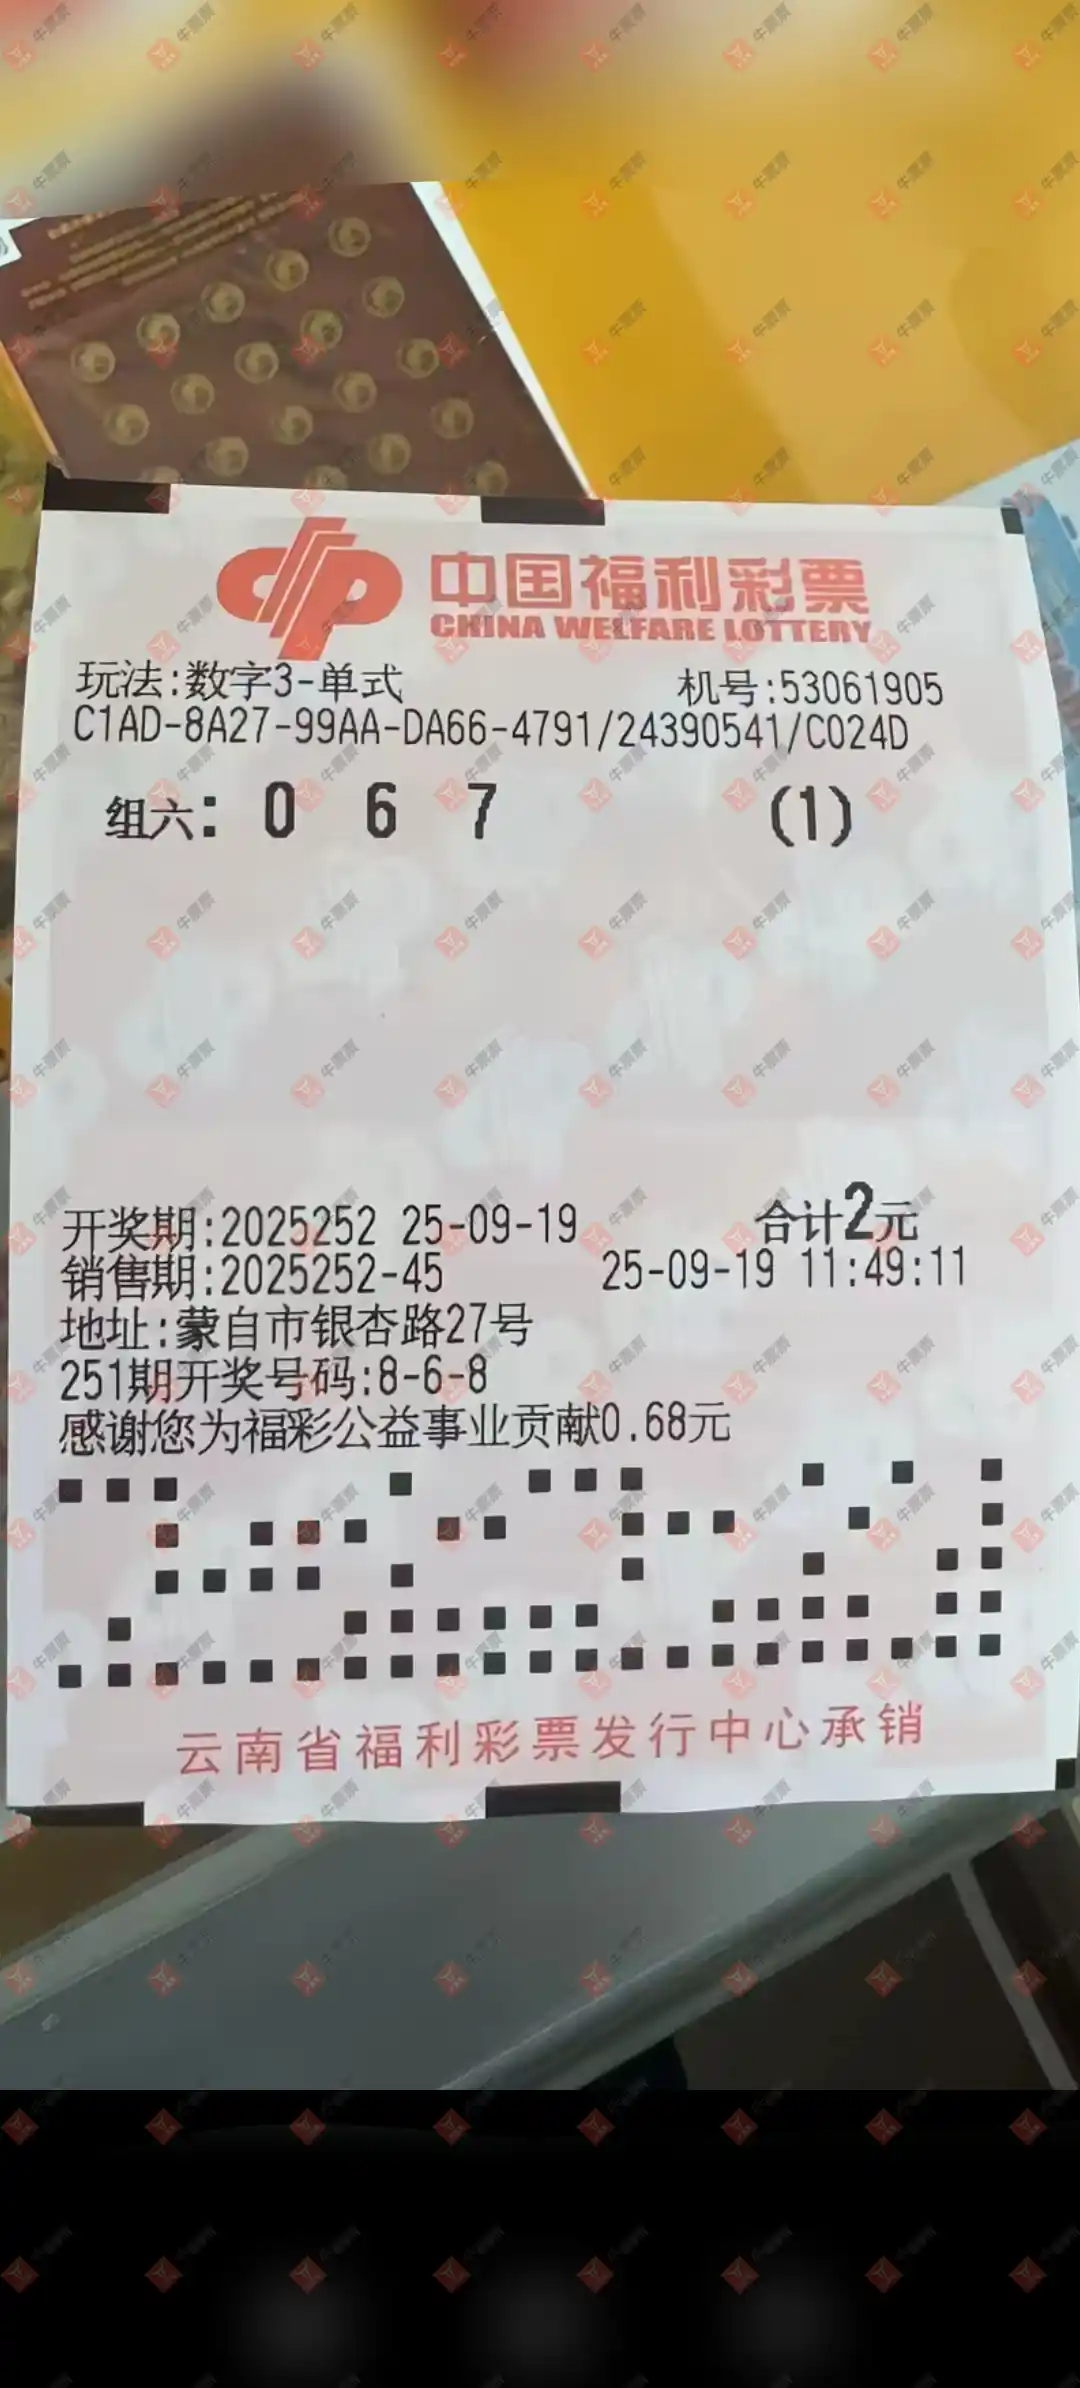 中国福利彩票
CHINA WELFARE LOTTERY
玩法:数字3-单式 机号:53061905
C1AD-8A27-99AA-DA66-4791/24390541/C024D
组六: 0 6 7 (1)
开奖期:2025252 25-09-19 合计2元
销售期:2025252-45 25-09-19 11:49:11
地址:蒙自市银杏路27号
251期开奖号码:8-6-8
感谢您为福彩公益事业贡献0.68元
云南省福利彩票发行中心承销
牛票票